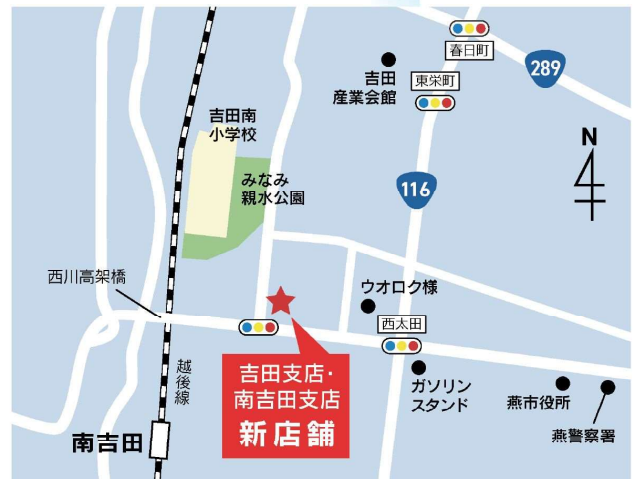 春日町
289
吉田
産業会館
東栄町
吉田南
小学校
N
みなみ
親水公園
116
西川高架橋
ウオロク様
西太田
越後線
吉田支店・
南吉田支店
新店舗
ガソリン
スタンド
燕市役所
燕警察署
南吉田